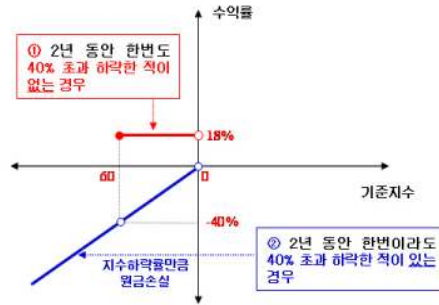 수익률
① 2년 동안 한번도
40% 초과 하락한 적이
없는 경우
18%
60
0
기준지수
-40%
② 2년 동안 한번이라도
40% 초과 하락한 적이 있는
경우
지수하락률만큼
원금손실